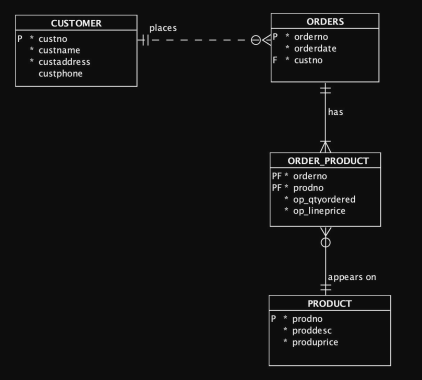 CUSTOMER
P * custno
* custname
* custaddress
custphone
places
ORDERS
P * orderno
* orderdate
F * custno
has
ORDER_PRODUCT
PF * orderno
PF * prodno
* op_qtyordered
* op_lineprice
appears on
PRODUCT
P * prodno
* proddesc
* produprice